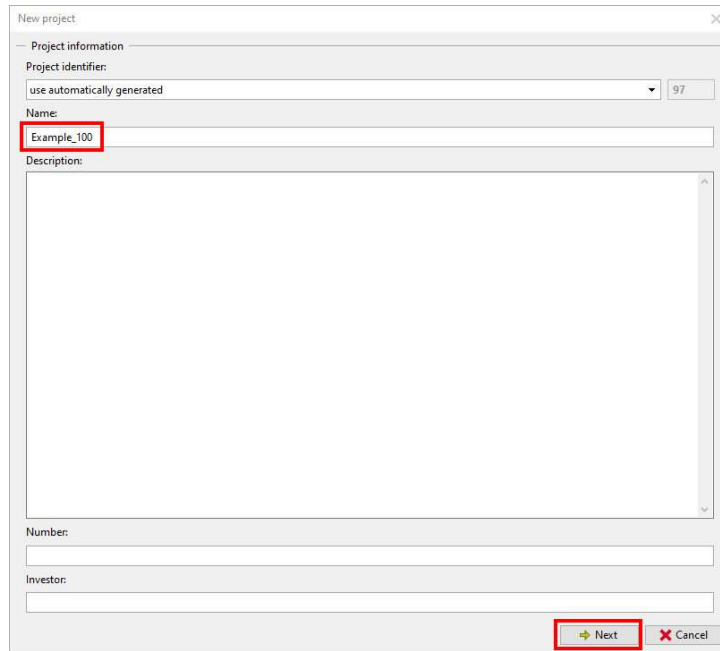 New project
Project information
Project identifier:
use automatically generated 97
Name:
Example_100
Description:
Number:
Investor:
Next Cancel